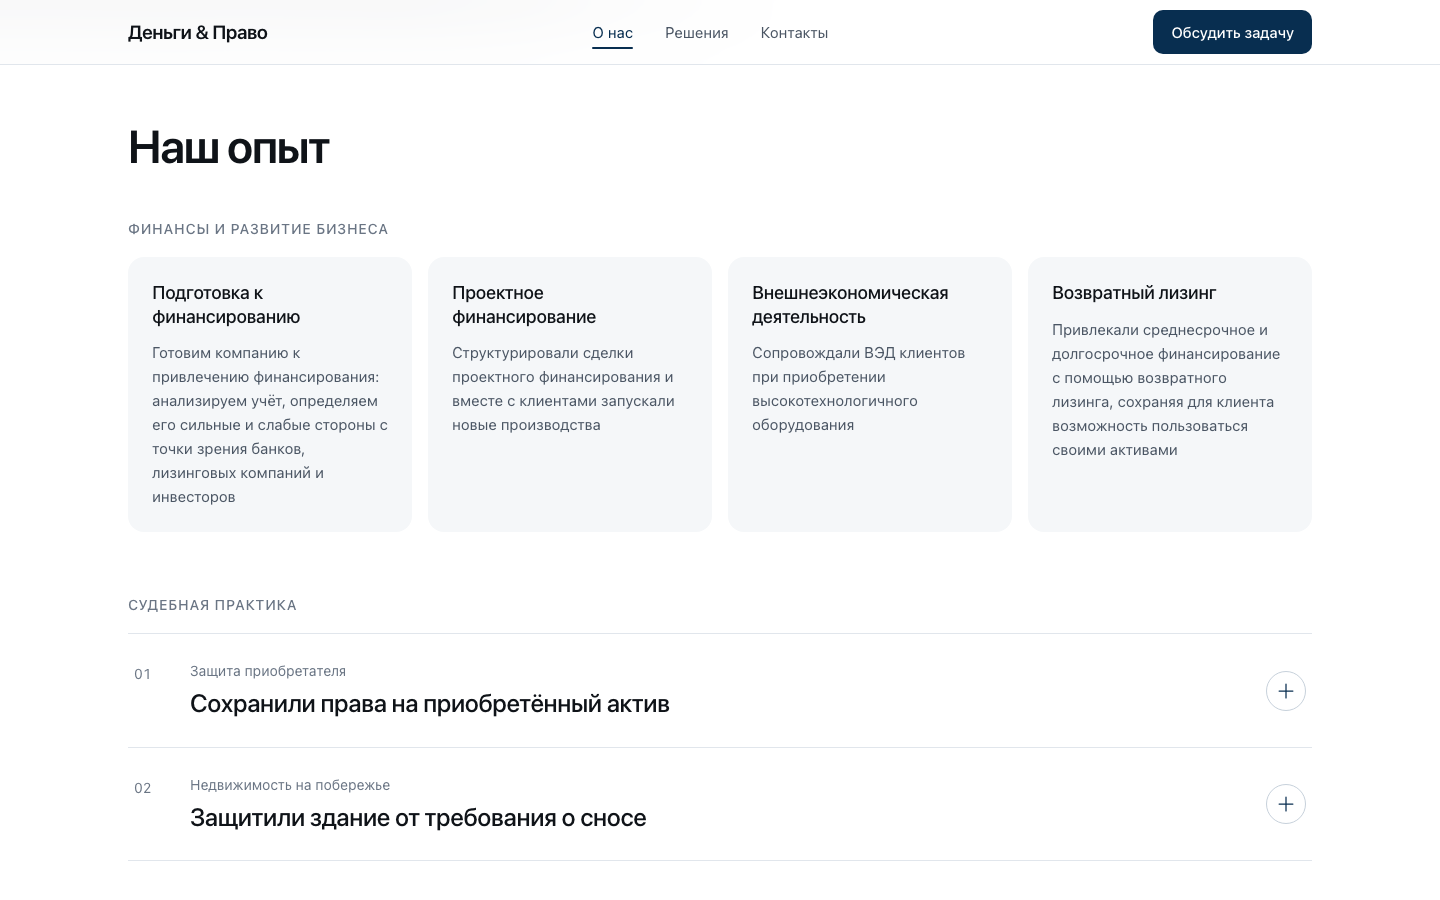 Деньги & Право
О нас
Решения
Контакты
Обсудить задачу
Наш опыт
ФИНАНСЫ И РАЗВИТИЕ БИЗНЕСА
Подготовка к
финансированию
Готовим компанию к
привлечению финансирования:
анализируем учёт, определяем
его сильные и слабые стороны с
точки зрения банков,
лизинговых компаний и
инвесторов
Проектное
финансирование
Структурировали сделки
проектного финансирования и
вместе с клиентами запускали
новые производства
Внешнеэкономическая
деятельность
Сопровождали ВЭД клиентов
при приобретении
высокотехнологичного
оборудования
Возвратный лизинг
Привлекали среднесрочное и
долгосрочное финансирование
с помощью возвратного
лизинга, сохраняя для клиента
возможность пользоваться
своими активами
СУДЕБНАЯ ПРАКТИКА
01
Защита приобретателя
Сохранили права на приобретённый актив
02
Недвижимость на побережье
Защитили здание от требования о сносе